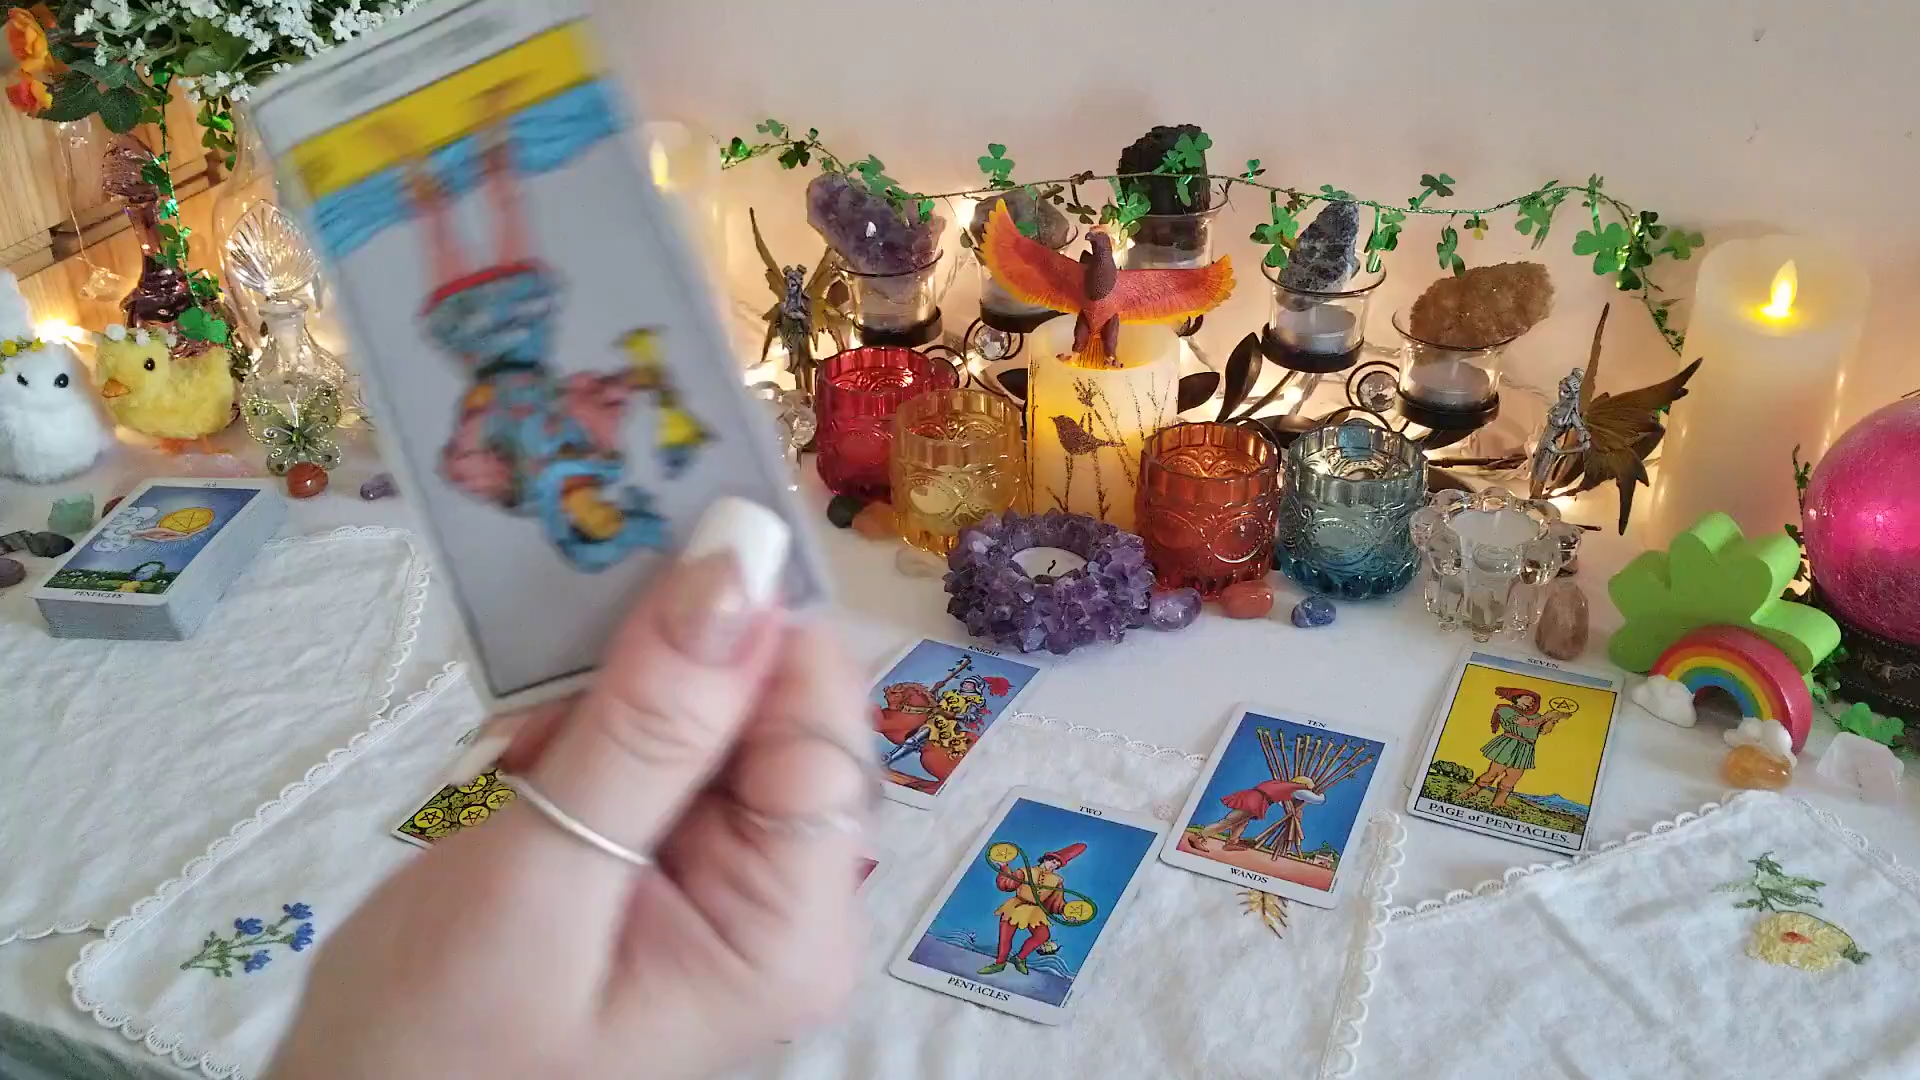 PENTACLES
KNIGHT
TWO
PENTACLES
TEN
WANDS
SEVEN
PAGE of PENTACLES.